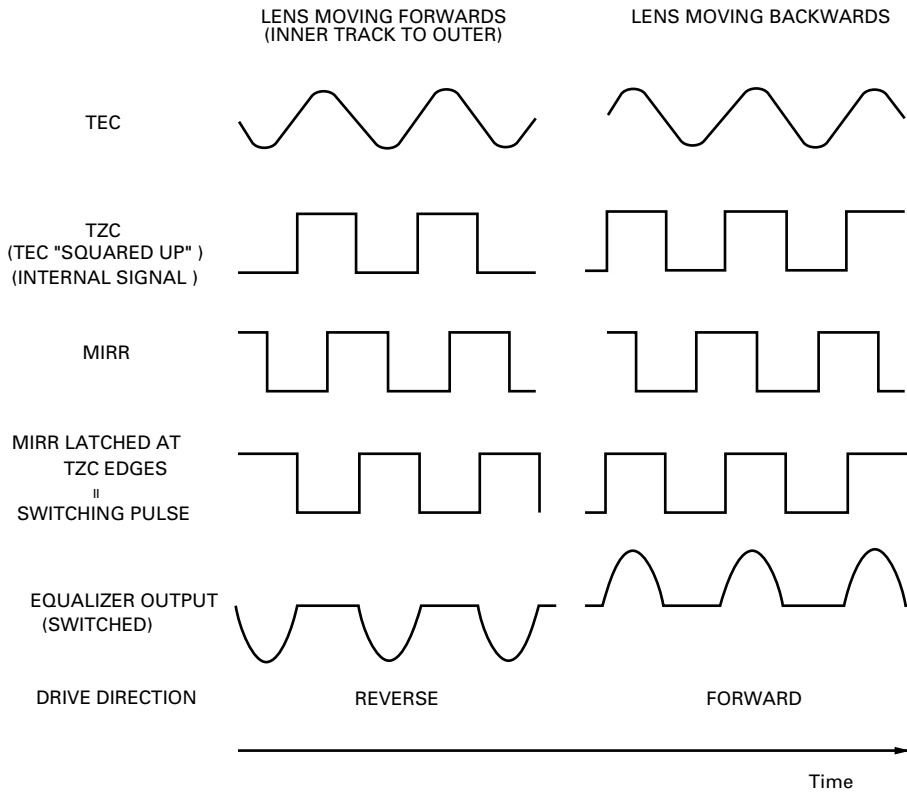 LENS MOVING FORWARDS
(INNER TRACK TO OUTER)
LENS MOVING BACKWARDS
TEC
TZC
(TEC "SQUARED UP" )
(INTERNAL SIGNAL )
MIRR
MIRR LATCHED AT
TZC EDGES
=
SWITCHING PULSE
EQUALIZER OUTPUT
(SWITCHED)
DRIVE DIRECTION
REVERSE
FORWARD
Time